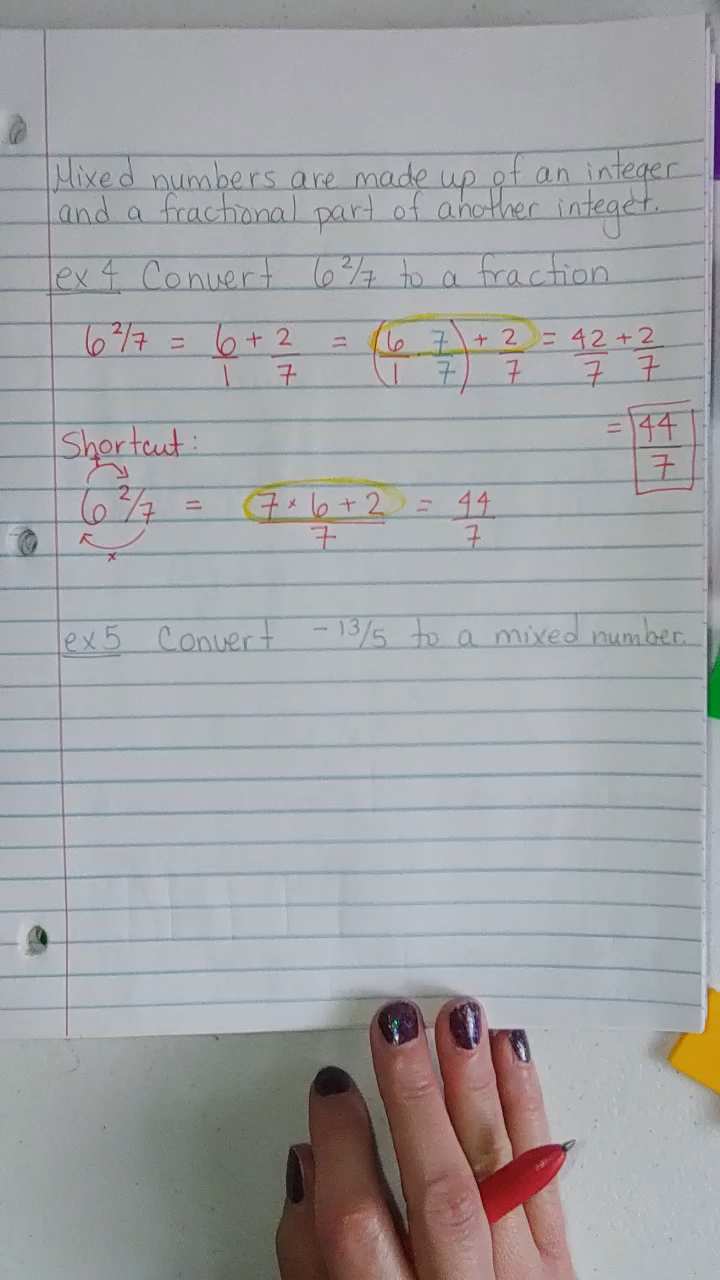 Mixed numbers are made up of an integer
and a fractional part of another integer.
ex 4 Convert 6 2/7 to a fraction
6 2/7 = 6/1 + 2/7 = (6/1 7/7) + 2/7 = 42/7 + 2/7
= 44/7
Shortcut:
6 2/7 = 7 × 6 + 2 / 7 = 44/7
x
ex 5 Convert -13/5 to a mixed number.